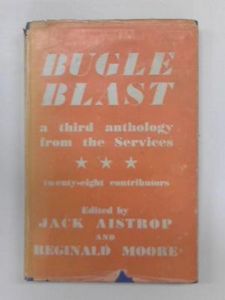 BUGLE
BLAST
a third anthology
from the Services
★ ★ ★
twenty-eight contributors
Edited by
JACK AISTROP
AND
REGINALD MOORE